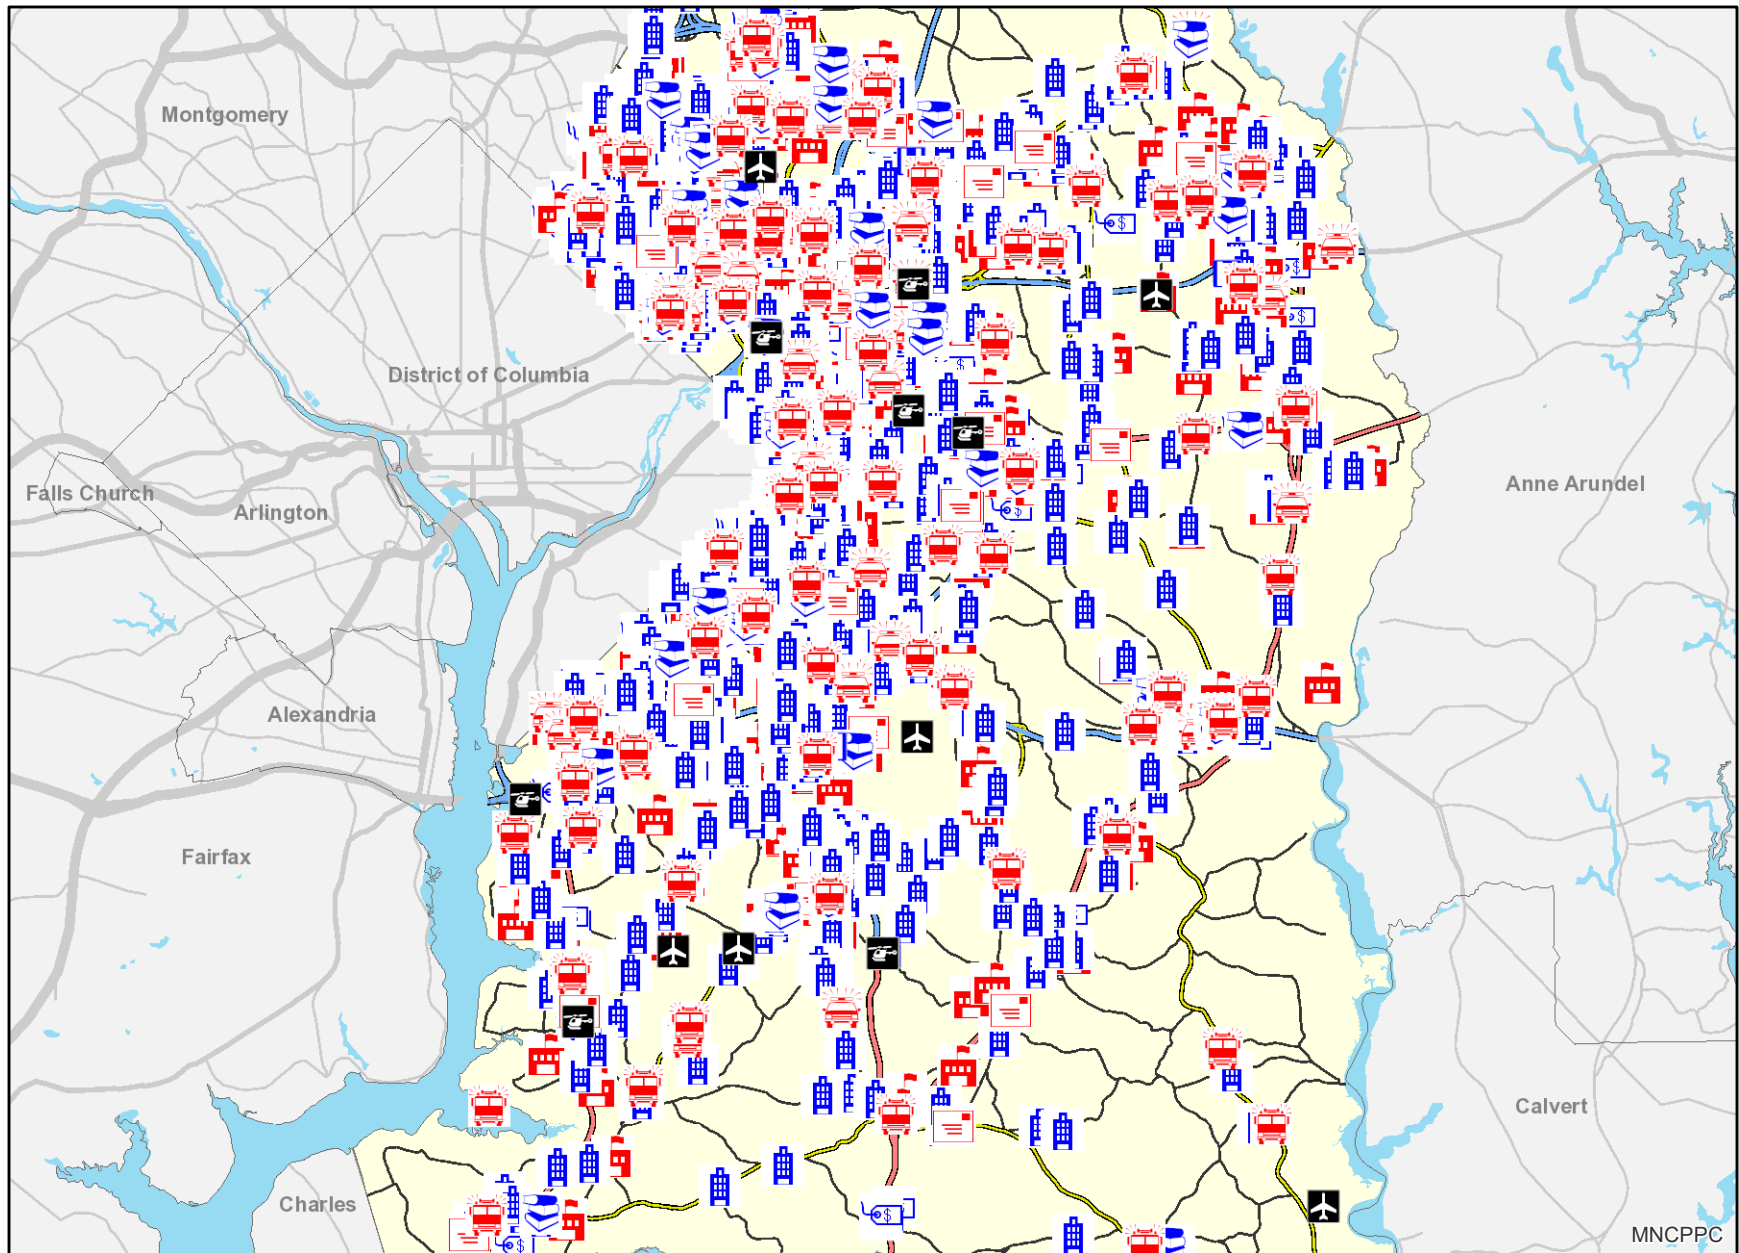 Montgomery
District of Columbia
Falls Church
Arlington
Anne Arundel
Alexandria
Fairfax
Calvert
Charles
MNCPPC